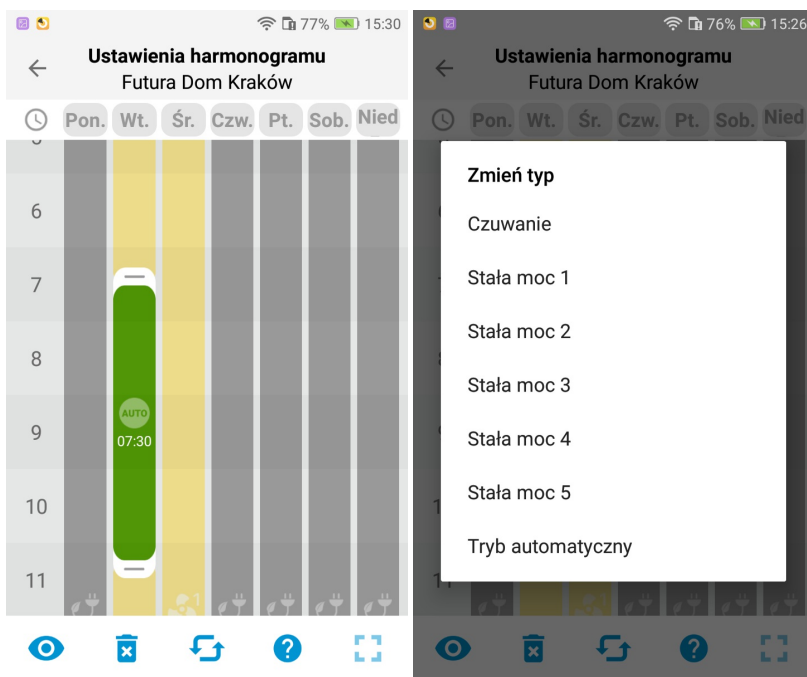 77% 15:30
Ustawienia harmonogramu
Futura Dom Kraków
Pon. Wt. Śr. Czw. Pt. Sob. Nied
6
7
8
9
10
11
AUTO
07:30
1
?
76% 15:26
Ustawienia harmonogramu
Futura Dom Kraków
Pon. Wt. Śr. Czw. Pt. Sob. Nied
Zmień typ
Czuwanie
Stała moc 1
Stała moc 2
Stała moc 3
Stała moc 4
Stała moc 5
Tryb automatyczny
11
1
?